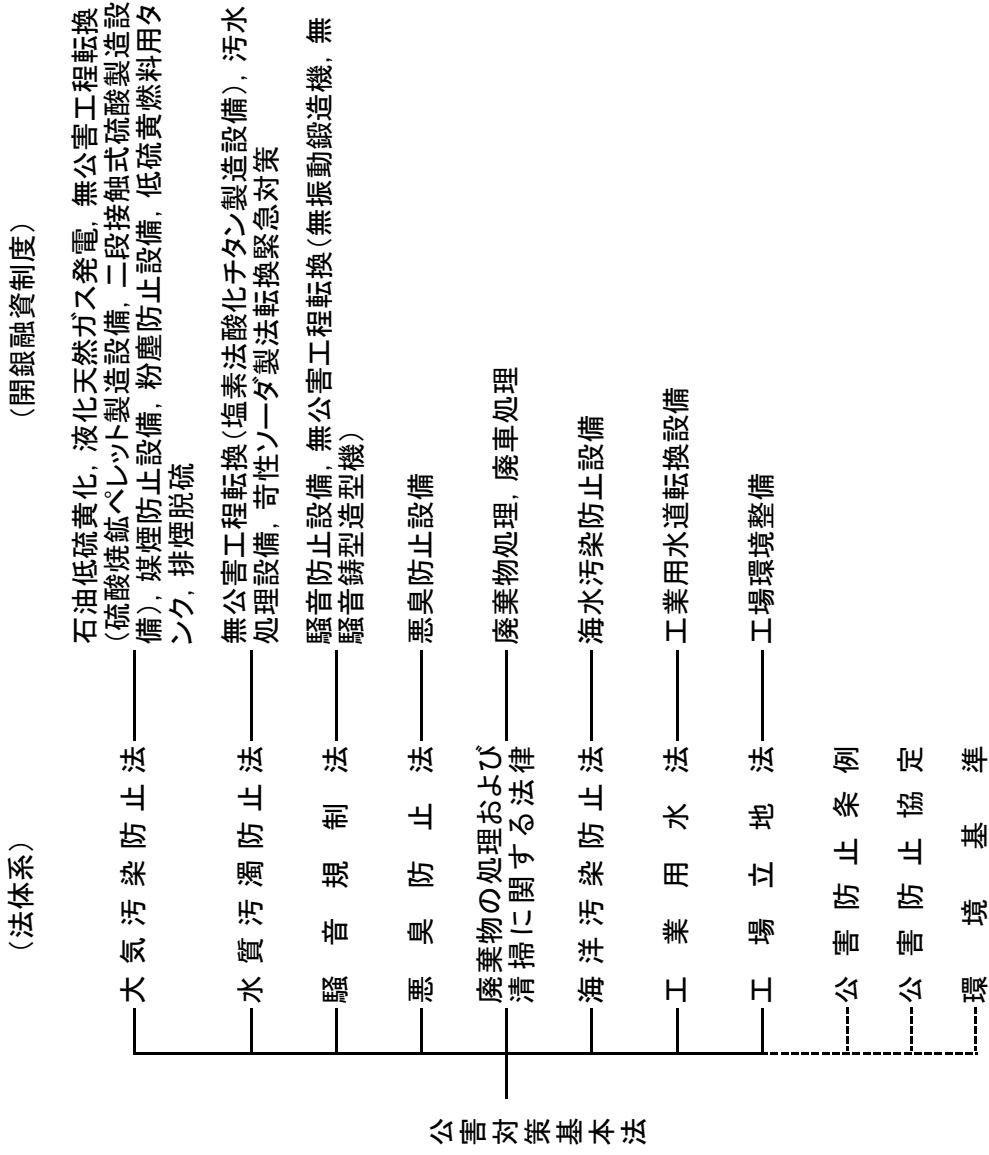 (法体系)
(開銀融資制度)
公害対策基本法
大気汚染防止法
石油低硫黄化, 液化天然ガス発電, 無公害工程転換
(硫酸焼鉱ペレット製造設備, 二段接触式硫酸製造設
備), 媒煙防止設備, 粉塵防止設備, 低硫黄燃料用タ
ンク, 排煙脱硫
水質汚濁防止法
無公害工程転換(塩素法酸化チタン製造設備), 汚水
処理設備, 苛性ソーダ製法転換緊急対策
騒音規制法
騒音防止設備, 無公害工程転換(無振動鍛造機, 無
騒音鋳型造型機)
悪臭防止法
悪臭防止設備
廃棄物の処理および
清掃に関する法律
廃棄物処理, 廃車処理
海洋汚染防止法
海水汚染防止設備
工業用水法
工業用水道転換設備
工場立地法
工場環境整備
公害防止条例
公害防止協定
環境基準